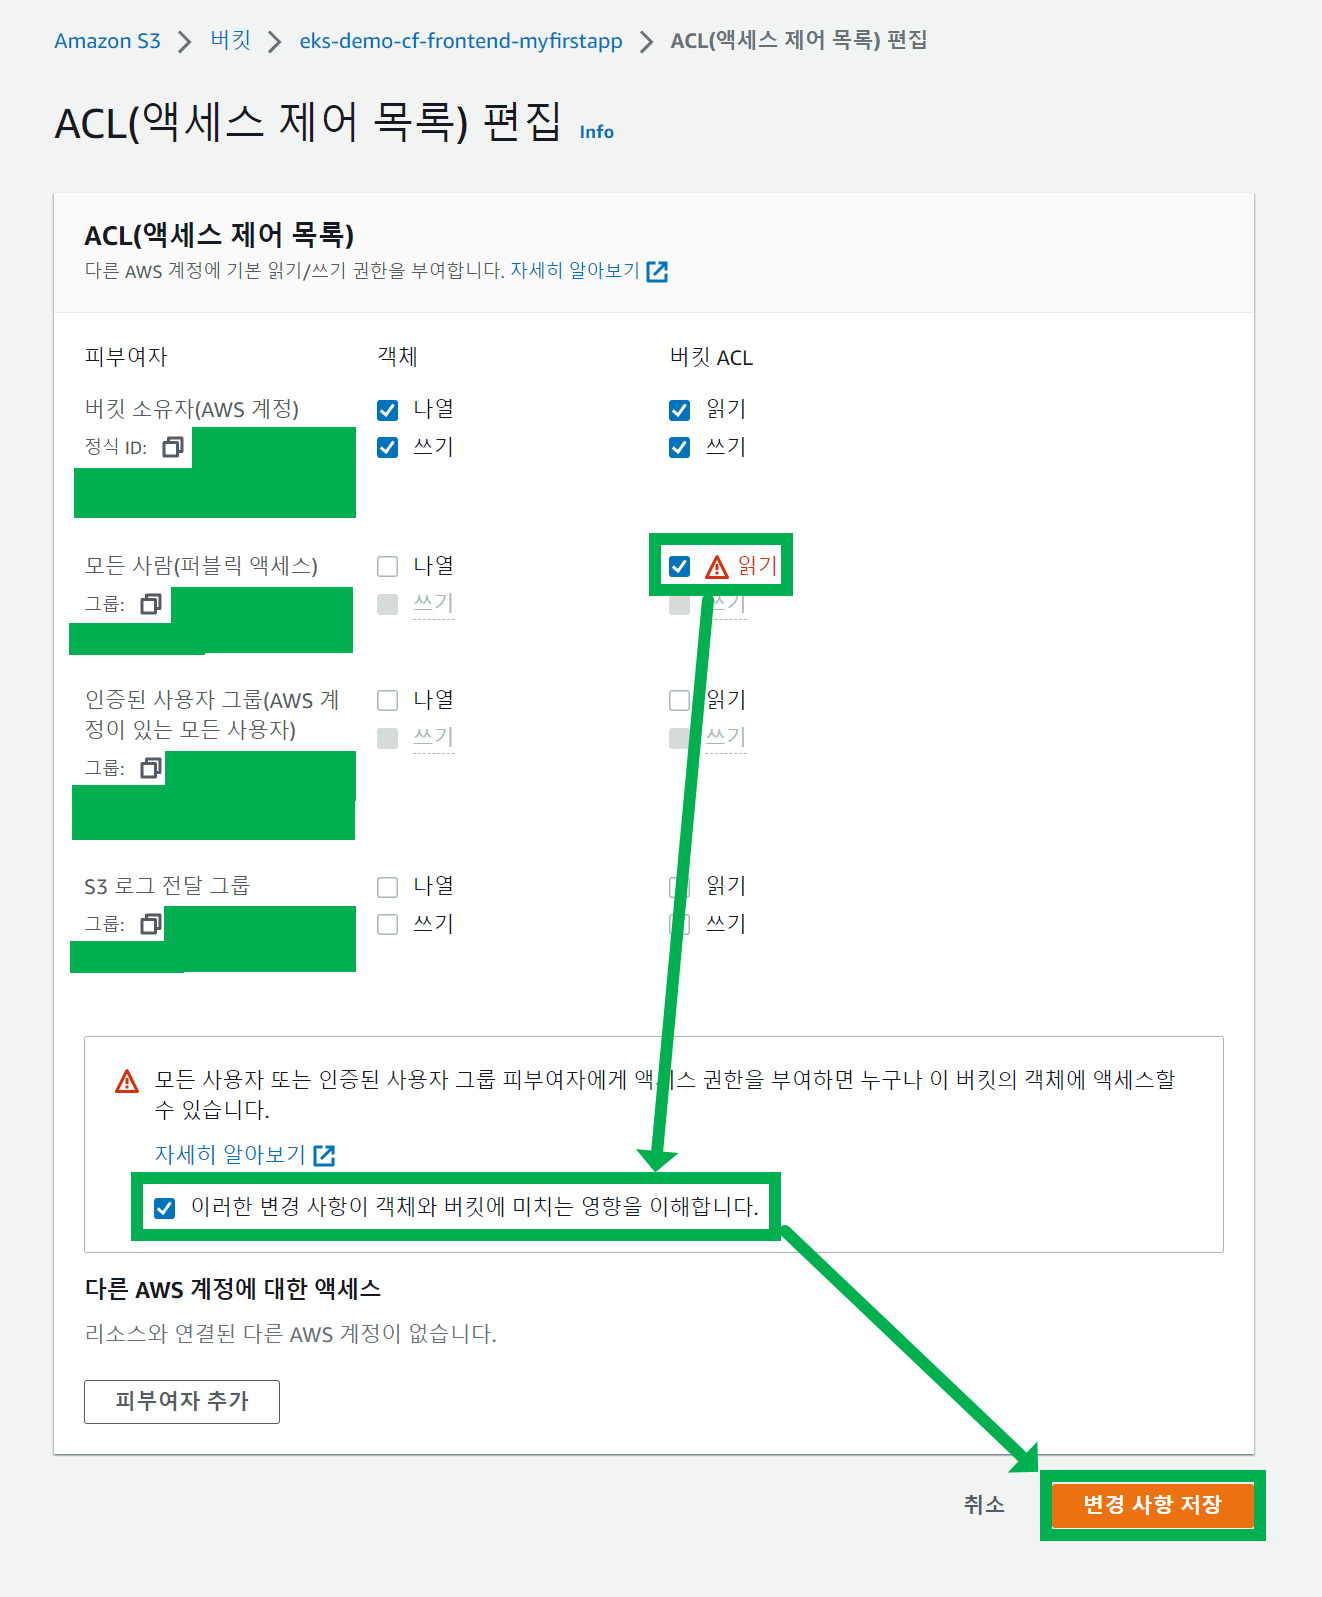 Amazon S3 > 버킷 > eks-demo-cf-frontend-myfirstapp > ACL(액세스 제어 목록) 편집
ACL(액세스 제어 목록) 편집 Info
ACL(액세스 제어 목록)
다른 AWS 계정에 기본 읽기/쓰기 권한을 부여합니다. 자세히 알아보기
피부여자 객체 버킷 ACL
버킷 소유자(AWS 계정) 나열 읽기
정식 ID: 쓰기 쓰기
모든 사람(퍼블릭 액세스) 나열 읽기
그룹: 쓰기 쓰기
인증된 사용자 그룹(AWS 계 나열 읽기
정이 있는 모든 사용자) 쓰기 쓰기
그룹:
S3 로그 전달 그룹 나열 읽기
그룹: 쓰기 쓰기
모든 사용자 또는 인증된 사용자 그룹 피부여자에게 액세스 권한을 부여하면 누구나 이 버킷의 객체에 액세스할
수 있습니다.
자세히 알아보기
이러한 변경 사항이 객체와 버킷에 미치는 영향을 이해합니다.
다른 AWS 계정에 대한 액세스
리소스와 연결된 다른 AWS 계정이 없습니다.
피부여자 추가
취소 변경 사항 저장